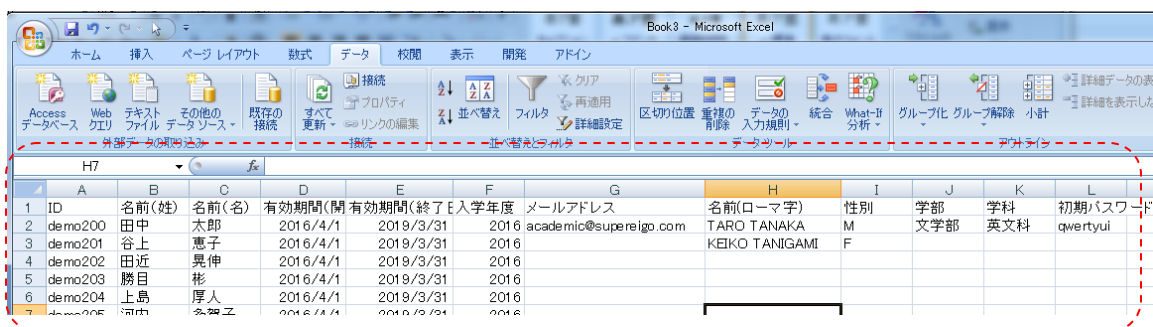 Book3 - Microsoft Excel
ホーム 挿入 ページ レイアウト 数式 データ 校閲 表示 開発 アドイン
Access データベース Web クエリ テキスト ファイル その他の データ ソース 既存の 接続 すべて 更新 接続 プロパティ リンクの編集 並べ替え フィルタ クリア 再適用 詳細設定 区切り位置 重複の 削除 データの 入力規則 統合 What-If 分析 グループ化 グループ解除 小計 詳細データの表 詳細を表示した
外部データの取り込み 接続 並べ替えとフィルタ データ ツール アウトライン
H7 fx
A B C D E F G H I J K L
1 ID 名前(姓) 名前(名) 有効期間(開 有効期間(終了日 入学年度 メールアドレス 名前(ローマ字) 性別 学部 学科 初期パスワード
2 demo200 田中 太郎 2016/4/1 2019/3/31 2016 academic@supereigo.com TARO TANAKA M 文学部 英文科 qwertyui
3 demo201 谷上 恵子 2016/4/1 2019/3/31 2016 KEIKO TANIGAMI F
4 demo202 田近 晃伸 2016/4/1 2019/3/31 2016
5 demo203 勝目 彬 2016/4/1 2019/3/31 2016
6 demo204 上島 厚人 2016/4/1 2019/3/31 2016
7 demo205 河内 多賀子 2016/4/1 2019/3/31 2016